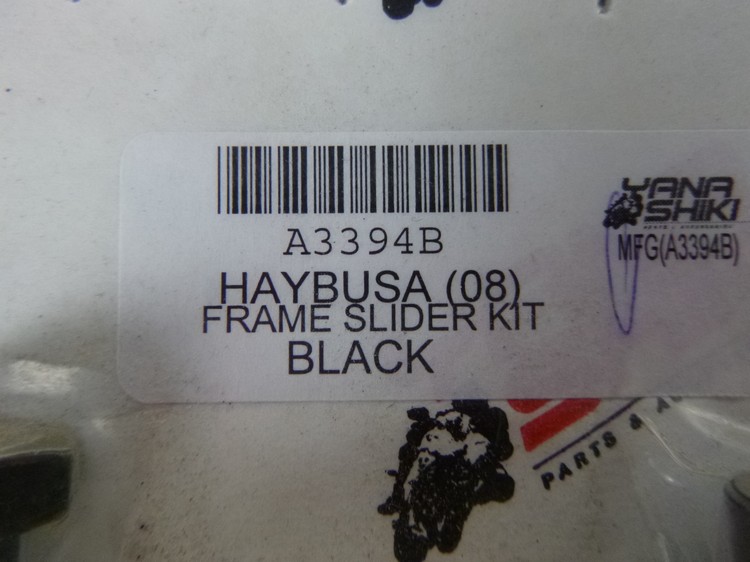 A3394B
HAYBUSA (08)
FRAME SLIDER KIT
BLACK
YANA
SHIKI
MFG(A3394B)
PARTS &